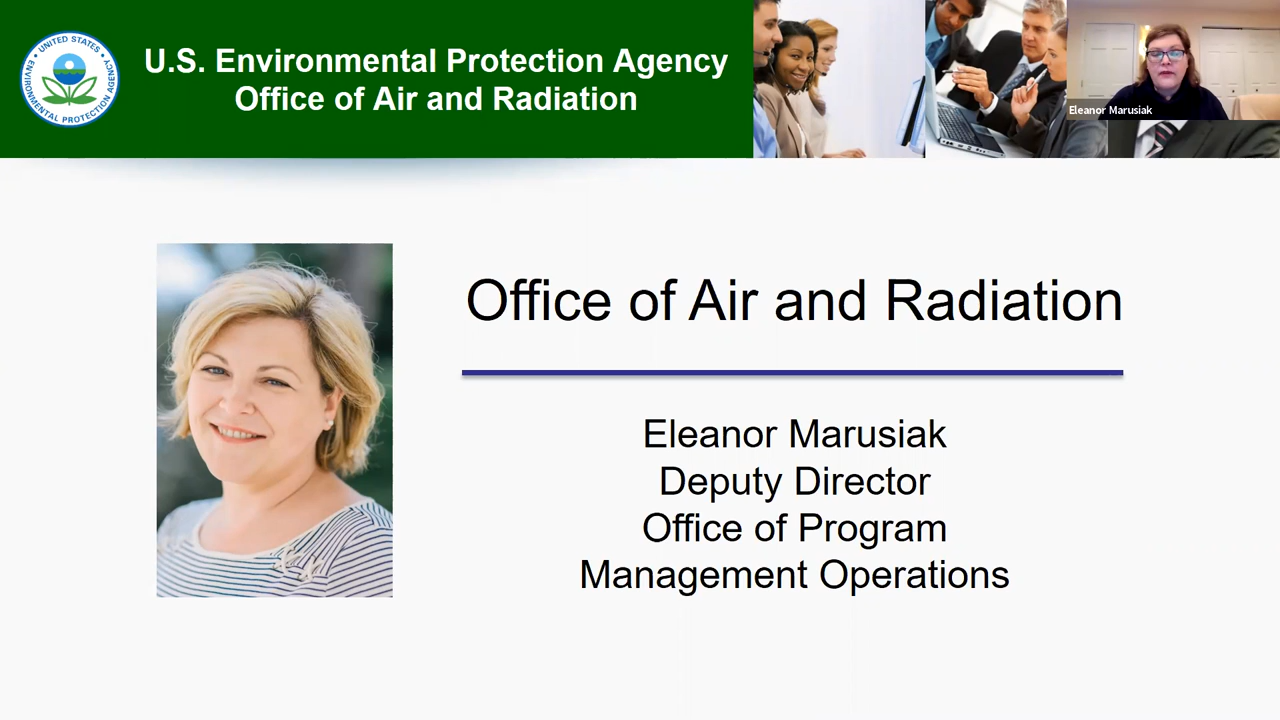 UNITED STATES
ENVIRONMENTAL PROTECTION AGENCY
U.S. Environmental Protection Agency
Office of Air and Radiation
Eleanor Marusiak
Office of Air and Radiation
Eleanor Marusiak
Deputy Director
Office of Program
Management Operations